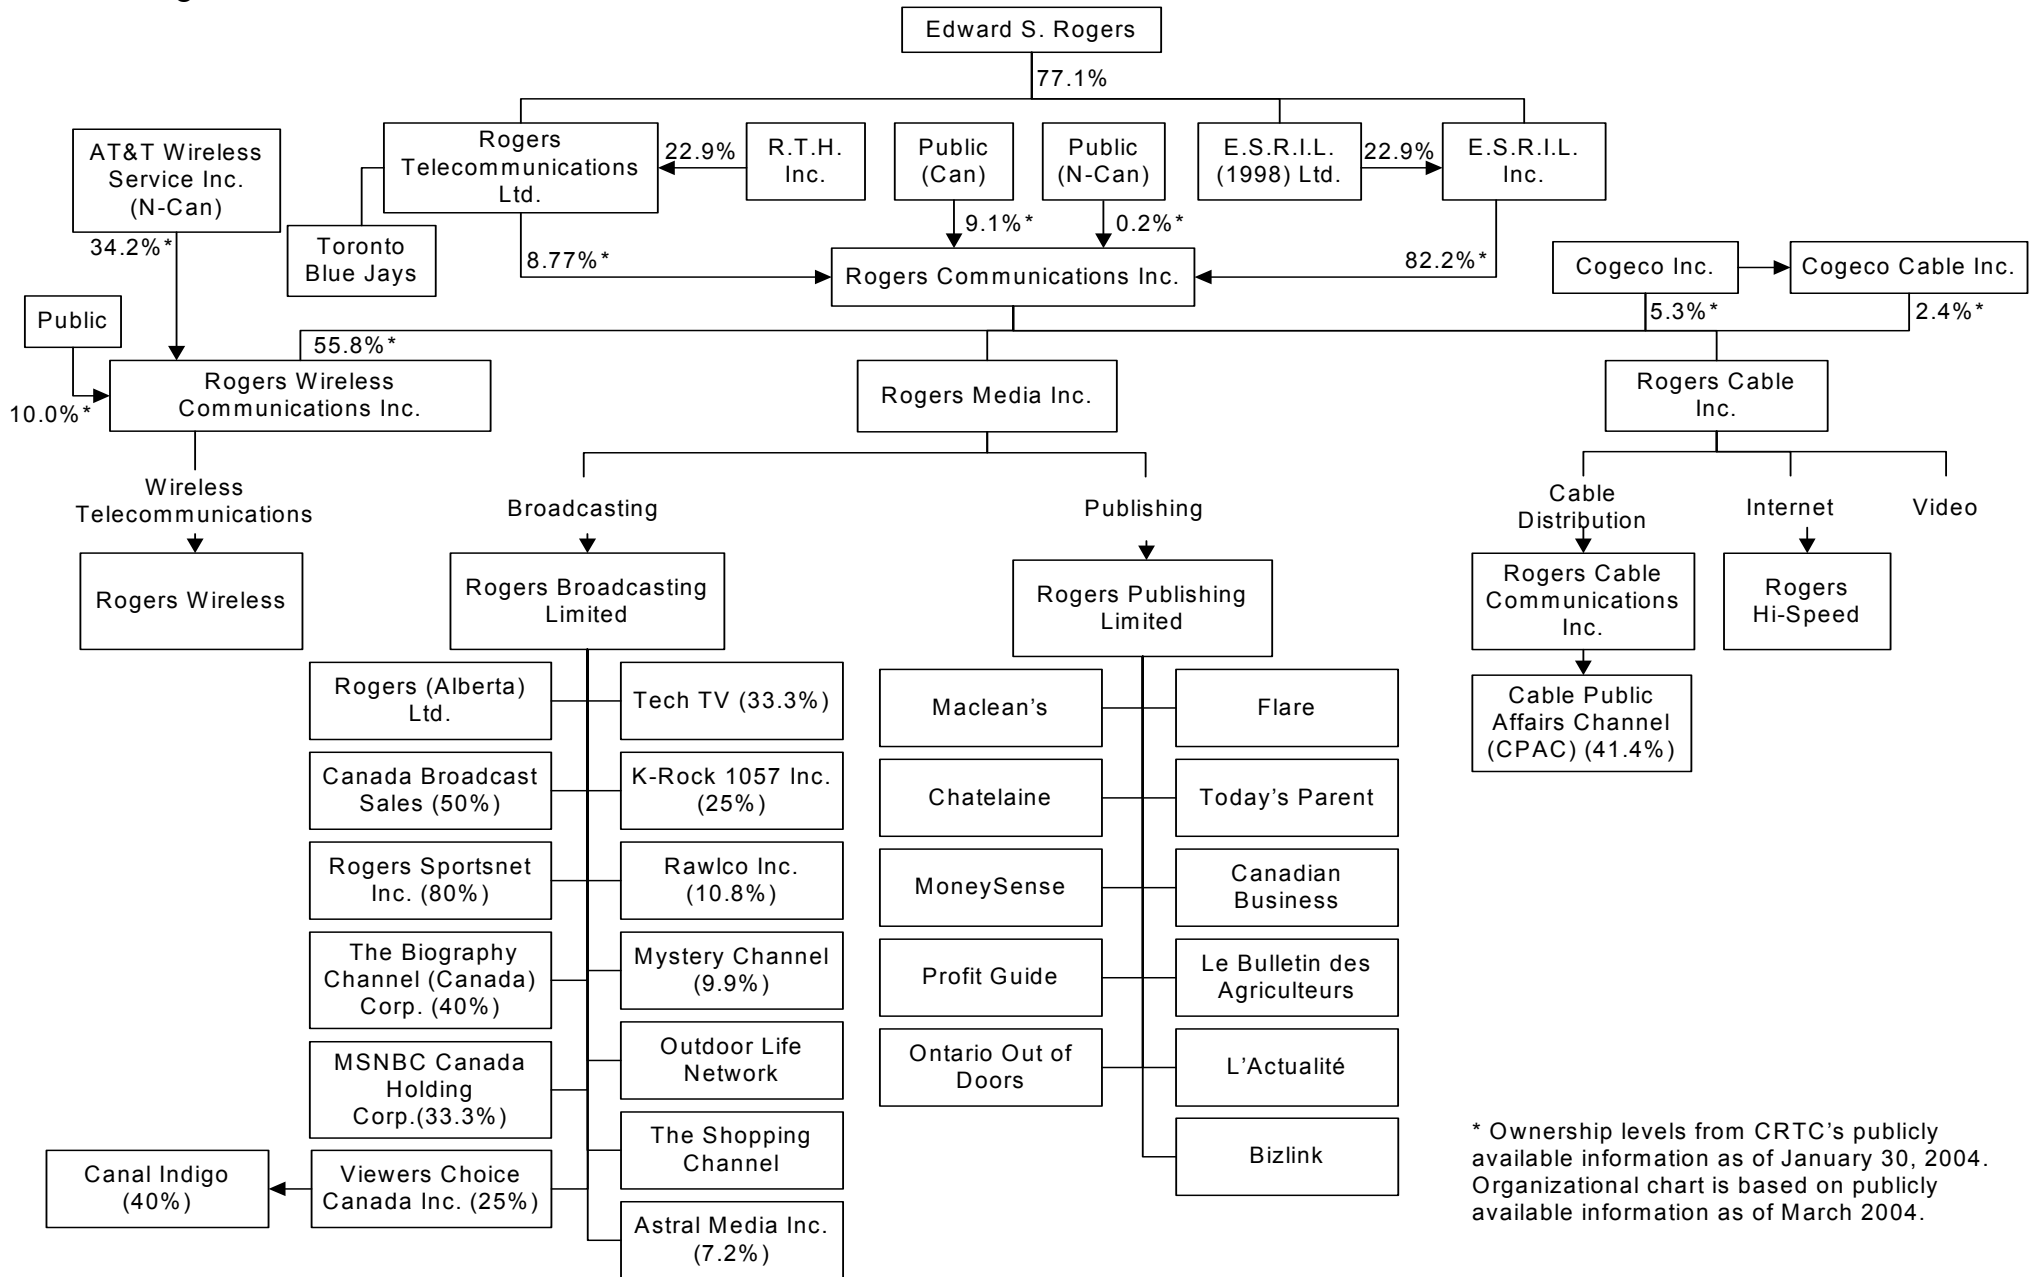 Edward S. Rogers
77.1%
AT&T Wireless
Service Inc.
(N-Can)
Rogers
Telecommunications
Ltd.
22.9%
R.T.H.
Inc.
Public
(Can)
Public
(N-Can)
E.S.R.I.L.
(1998) Ltd.
22.9%
E.S.R.I.L.
Inc.
34.2%*
Toronto
Blue Jays
8.77%*
9.1%*
0.2%*
82.2%*
Rogers Communications Inc.
Cogeco Inc.
Cogeco Cable Inc.
5.3%*
2.4%*
Public
10.0%*
55.8%*
Rogers Wireless
Communications Inc.
Rogers Media Inc.
Rogers Cable
Inc.
Wireless
Telecommunications
Broadcasting
Publishing
Cable
Distribution
Internet
Video
Rogers Wireless
Rogers Broadcasting
Limited
Rogers Publishing
Limited
Rogers Cable
Communications
Inc.
Rogers
Hi-Speed
Rogers (Alberta)
Ltd.
Tech TV (33.3%)
Maclean's
Flare
Cable Public
Affairs Channel
(CPAC) (41.4%)
Canada Broadcast
Sales (50%)
K-Rock 1057 Inc.
(25%)
Chatelaine
Today's Parent
Rogers Sportsnet
Inc. (80%)
Rawlco Inc.
(10.8%)
MoneySense
Canadian
Business
The Biography
Channel (Canada)
Corp. (40%)
Mystery Channel
(9.9%)
Profit Guide
Le Bulletin des
Agriculteurs
MSNBC Canada
Holding
Corp.(33.3%)
Outdoor Life
Network
Ontario Out of
Doors
L'Actualité
The Shopping
Channel
Bizlink
Canal Indigo
(40%)
Viewers Choice
Canada Inc. (25%)
Astral Media Inc.
(7.2%)
* Ownership levels from CRTC's publicly
available information as of January 30, 2004.
Organizational chart is based on publicly
available information as of March 2004.